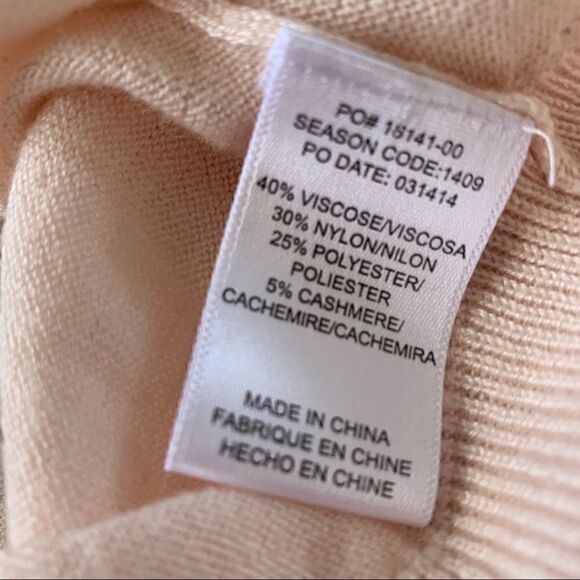 PO# 18141-00
SEASON CODE:1409
PO DATE: 031414
40% VISCOSE/VISCOSA
30% NYLON/NILON
25% POLYESTER/
POLIESTER
5% CASHMERE/
CACHEMIRE/CACHEMIRA
MADE IN CHINA
FABRIQUE EN CHINE
HECHO EN CHINE